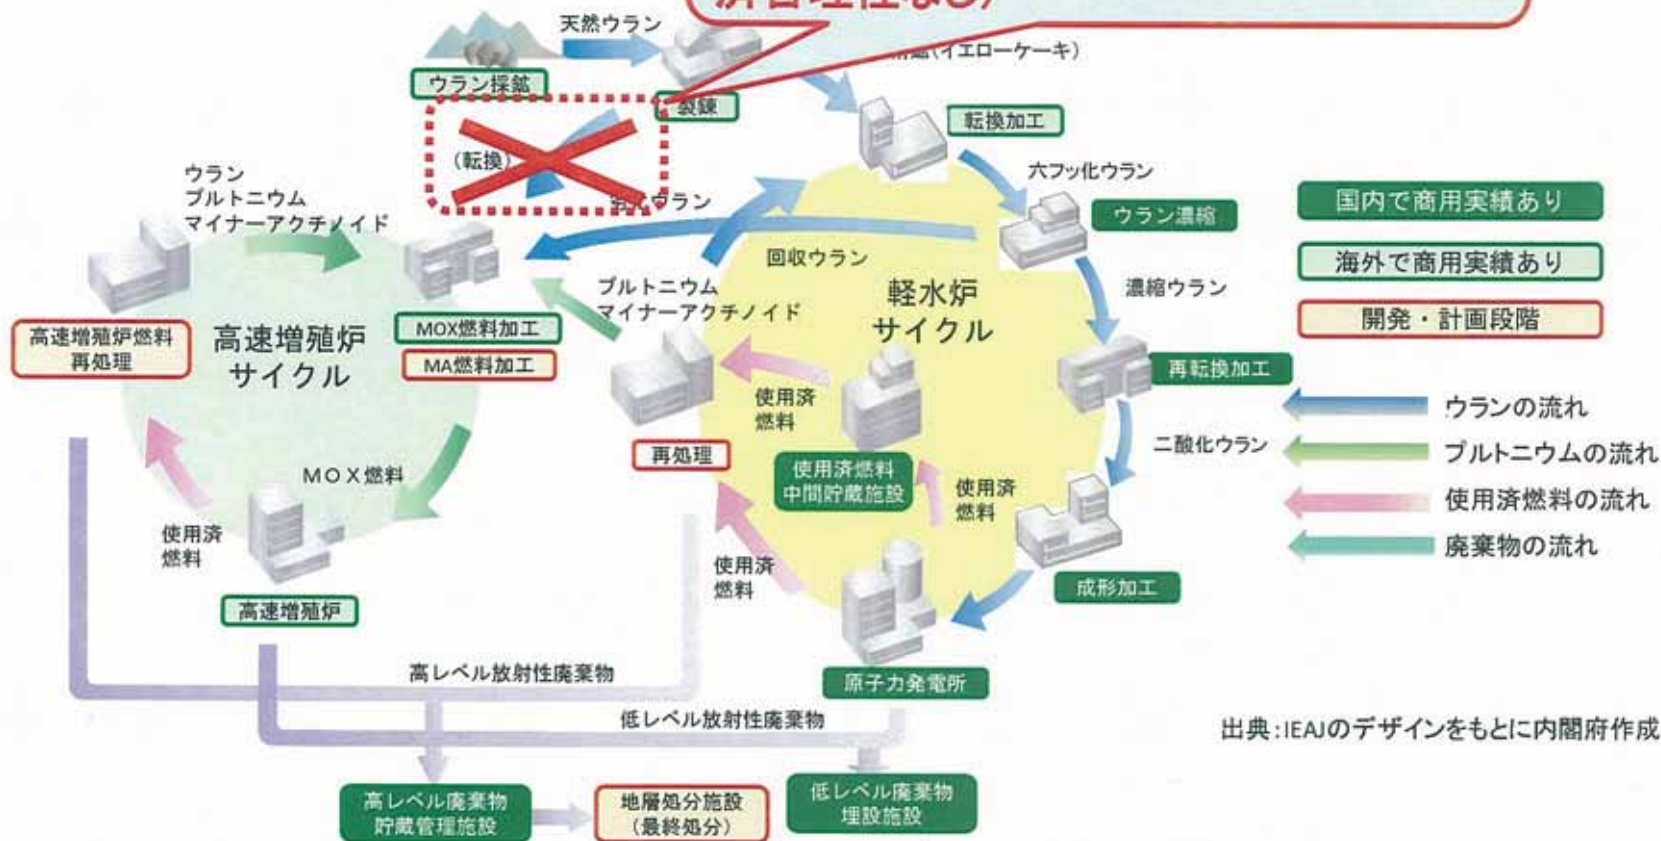 済合理性なし)
天然ウラン
鉱(イエローケーキ)
ウラン採鉱
製錬
転換加工
(転換)
六フッ化ウラン
ウラン
プルトニウム
マイナーアクチノイド
ウラン
ウラン濃縮
回収ウラン
国内で商用実績あり
海外で商用実績あり
開発・計画段階
濃縮ウラン
プルトニウム
マイナーアクチノイド
軽水炉
サイクル
高速増殖炉燃料
再処理
高速増殖炉
サイクル
MOX燃料加工
MA燃料加工
再転換加工
使用済
燃料
ウランの流れ
プルトニウムの流れ
使用済燃料の流れ
廃棄物の流れ
二酸化ウラン
再処理
使用済燃料
中間貯蔵施設
使用済
燃料
MOX燃料
使用済
燃料
使用済
燃料
成形加工
高速増殖炉
原子力発電所
高レベル放射性廃棄物
低レベル放射性廃棄物
出典:IEAJのデザインをもとに内閣府作成
高レベル廃棄物
貯蔵管理施設
地層処分施設
(最終処分)
低レベル廃棄物
埋設施設